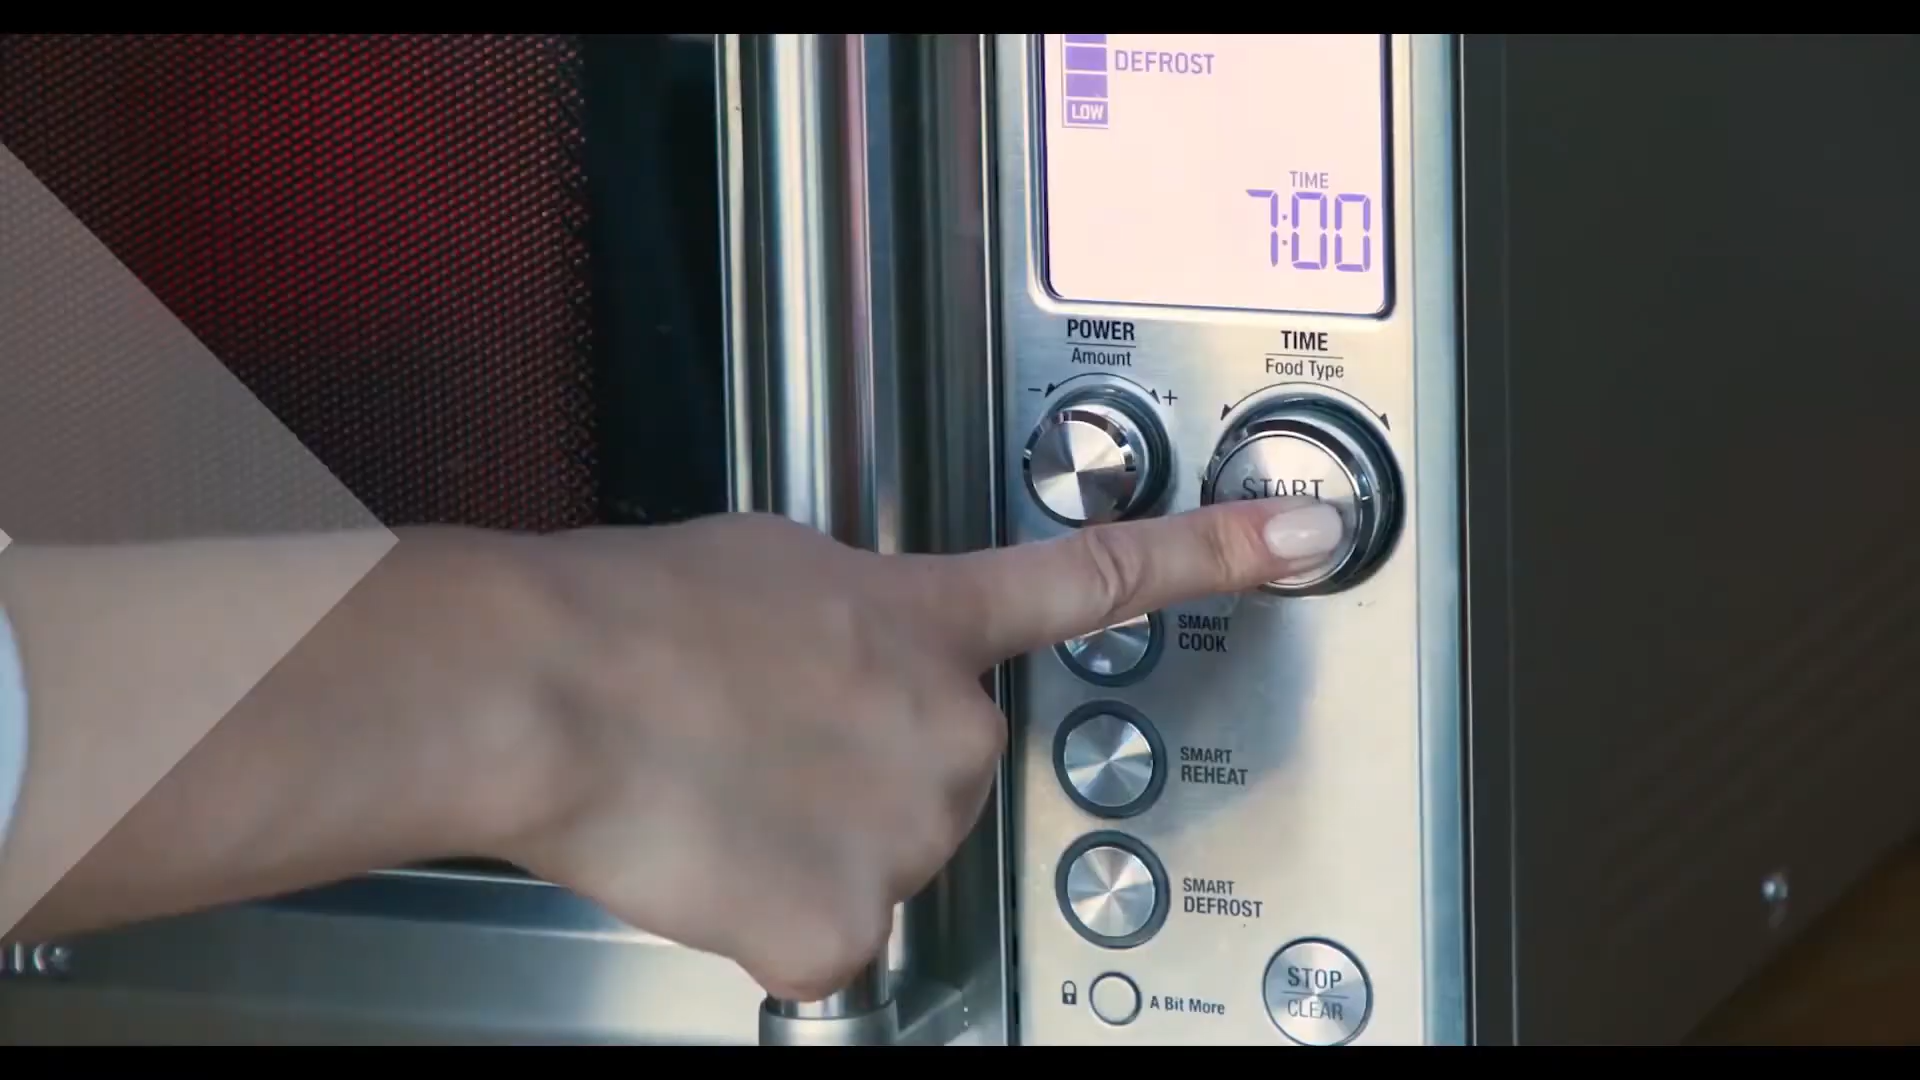 DEFROST
LOW
TIME
7:00
POWER
Amount
TIME
Food Type
- +
START
SMART
COOK
SMART
REHEAT
SMART
DEFROST
A Bit More
STOP
CLEAR